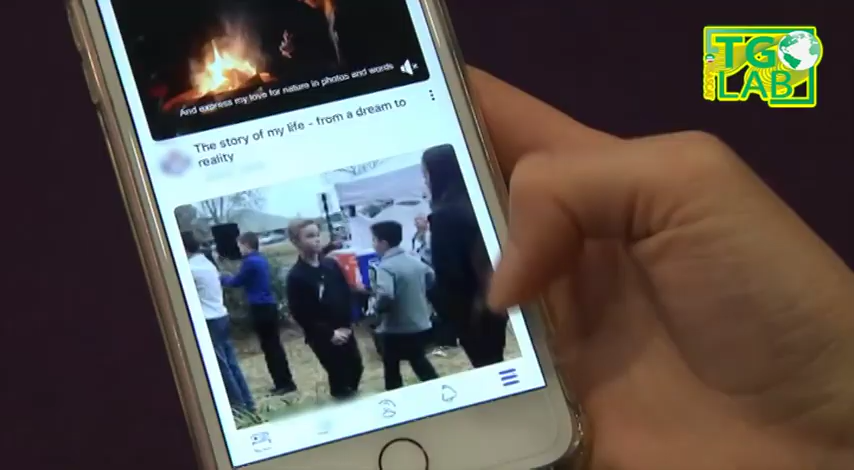 TGO
LAB
And express my love for nature in photos and words
The story of my life - from a dream to
reality